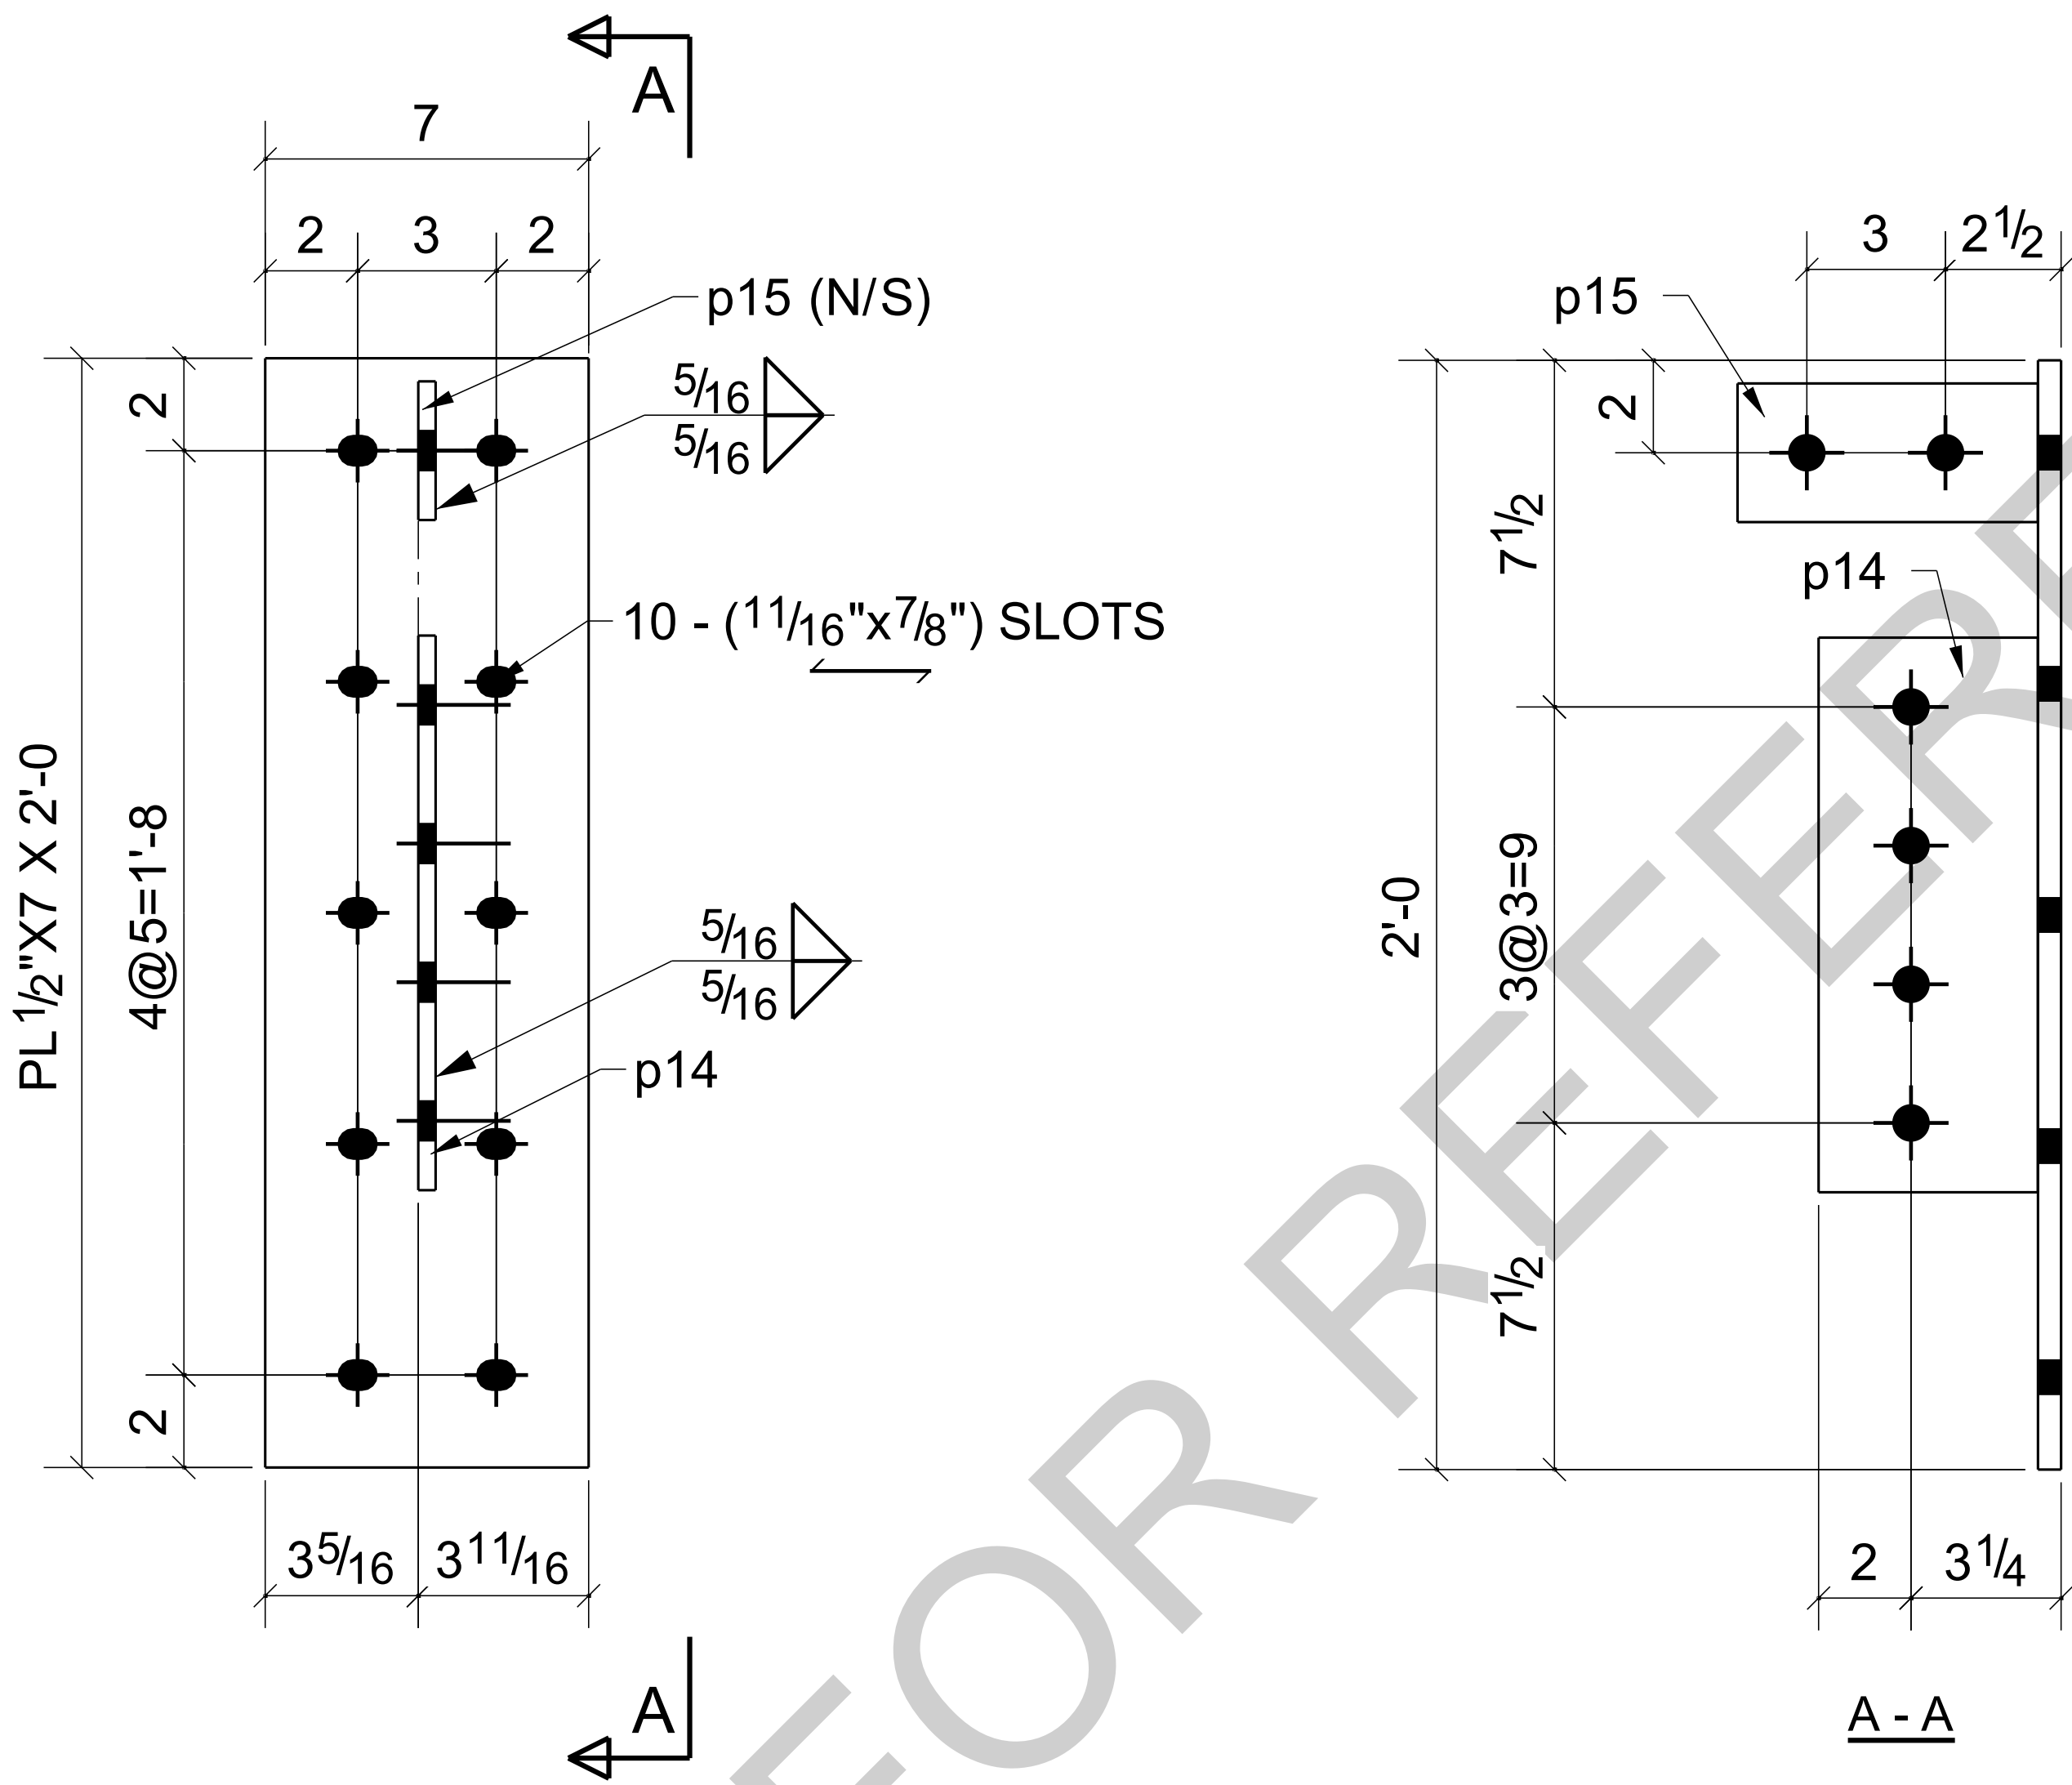 A
7
2 3 2
p15 (N/S)
5/16
5/16
10 - (11/16"x7/8") SLOTS
2
4@5=1'-8
2
PL 1/2"X7 X 2'-0
5/16
5/16
p14
3 5/16 3 11/16
A
3 2 1/2
p15
2
7 1/2
p14
2'-0
3@3=9
7 1/2
2 3 1/4
A - A
FOR REFERE